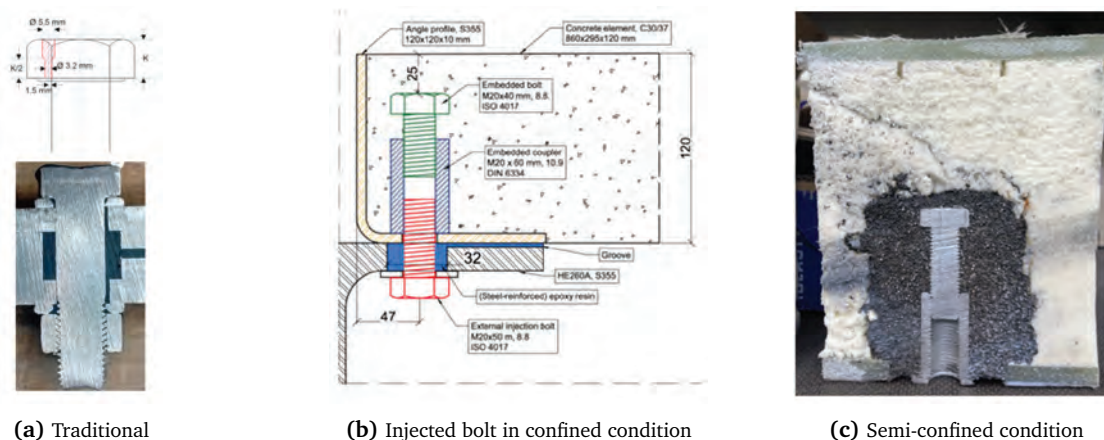 Ø 5.5 mm
K/2
Ø 3.2 mm
K
1.5 mm
Angle profile, S355
120x120x10 mm
Concrete element, C30/37
860x295x120 mm
25
Embedded bolt
M20x40 mm, 8.8.
ISO 4017
Embedded coupler
M20 x 60 mm, 10.9
DIN 6334
120
32
Groove
HE260A, S355
(Steel-reinforced) epoxy resin
47
External injection bolt
M20x50 m, 8.8
ISO 4017
(a) Traditional
(b) Injected bolt in confined condition
(c) Semi-confined condition